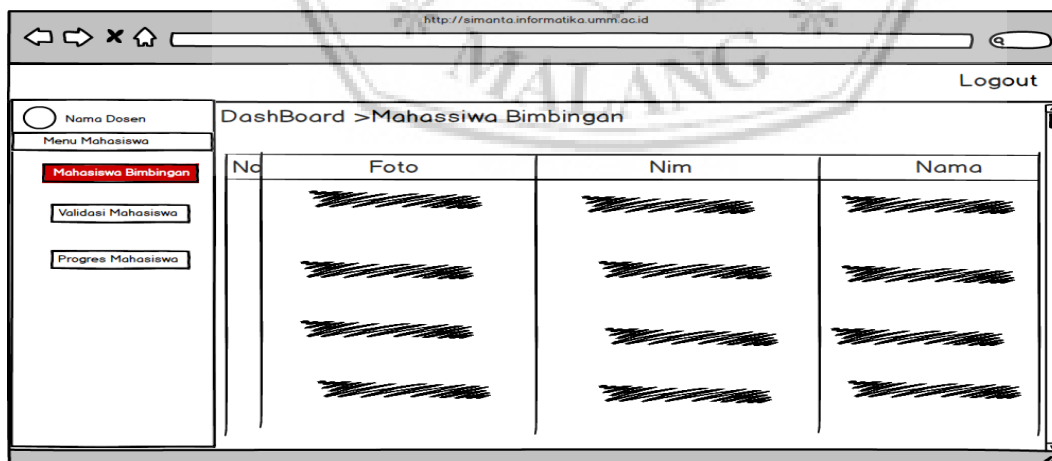 http://simanta.informatika.umm.ac.id
MALANG
Logout
Nama Dosen
DashBoard >Mahassiwa Bimbingan
Menu Mahasiswa
Mahasiswa Bimbingan
Validasi Mahasiswa
Progres Mahasiswa
No Foto Nim Nama